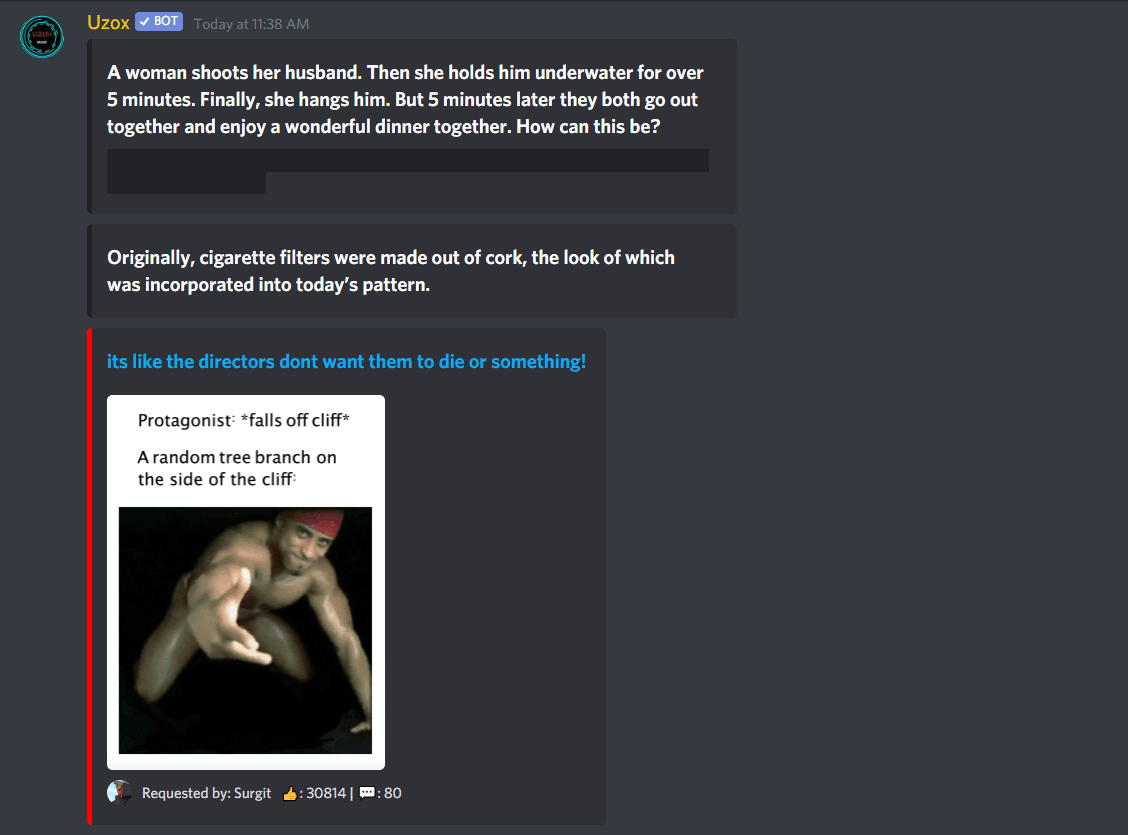 Uzox ✓ BOT Today at 11:38 AM
A woman shoots her husband. Then she holds him underwater for over
5 minutes. Finally, she hangs him. But 5 minutes later they both go out
together and enjoy a wonderful dinner together. How can this be?
Originally, cigarette filters were made out of cork, the look of which
was incorporated into today’s pattern.
its like the directors dont want them to die or something!
Protagonist: *falls off cliff*
A random tree branch on
the side of the cliff:
Requested by: Surgit 👍: 30814 | 💬: 80